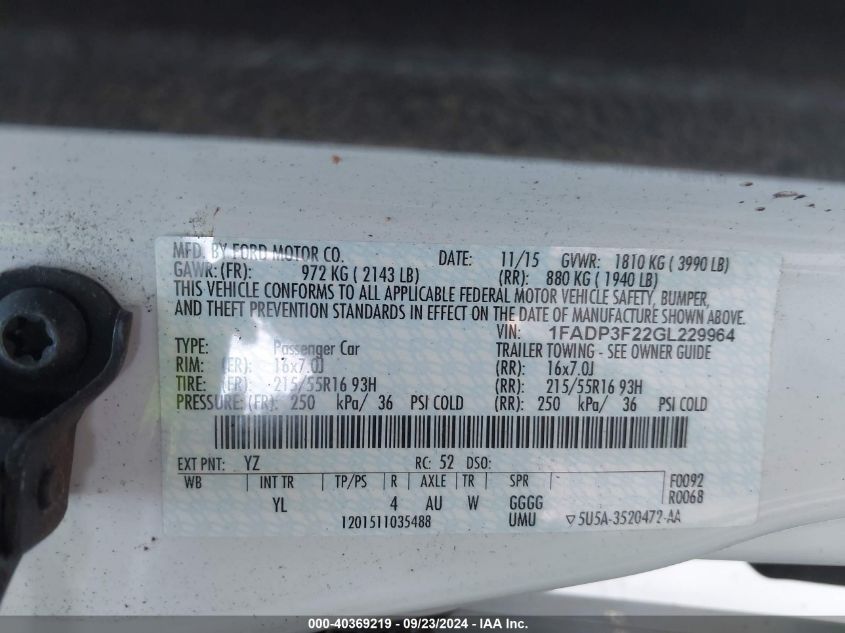 MFD. BY FORD MOTOR CO. DATE: 11/15 GVWR: 1810 KG ( 3990 LB)
GAWR: (FR): 972 KG ( 2143 LB) (RR): 880 KG ( 1940 LB)
THIS VEHICLE CONFORMS TO ALL APPLICABLE FEDERAL MOTOR VEHICLE SAFETY, BUMPER,
AND THEFT PREVENTION STANDARDS IN EFFECT ON THE DATE OF MANUFACTURE SHOWN ABOVE.
VIN: 1FADP3F22GL229964
TYPE: Passenger Car TRAILER TOWING - SEE OWNER GUIDE
RIM: (FR): 16x7.0J (RR): 16x7.0J
TIRE: (FR): 215/55R16 93H (RR): 215/55R16 93H
PRESSURE: (FR): 250 kPa/ 36 PSI COLD (RR): 250 kPa/ 36 PSI COLD
EXT PNT: YZ RC: 52 DSO:
WB INT TR TP/PS R AXLE TR SPR F0092
YL 4 AU W GGGG R0068
1201511035488 UMU ▽5U5A-3520472-AA
000-40369219 - 09/23/2024 - IAA Inc.